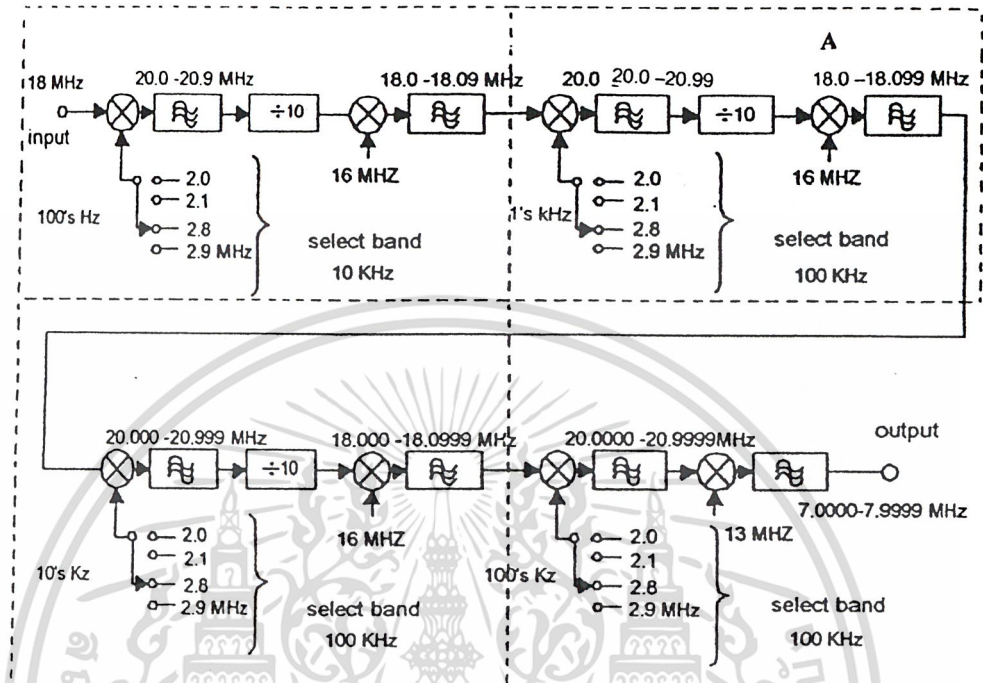 A
18 MHz
20.0 -20.9 MHz
18.0 -18.09 MHz
20.0
20.0 -20.99
18.0 -18.099 MHz
÷10
÷10
input
16 MHZ
16 MHZ
100's Hz
2.0
2.1
2.8
2.9 MHz
select band
10 KHz
1's kHz
2.0
2.1
2.8
2.9 MHz
select band
100 KHz
20.000 -20.999 MHz
18.000 -18.0999 MHz
20.0000 -20.9999MHz
output
÷10
7.0000-7.9999 MHz
16 MHZ
13 MHZ
10's Kz
2.0
2.1
2.8
2.9 MHz
select band
100 KHz
100's Kz
2.0
2.1
2.8
2.9 MHz
select band
100 KHz